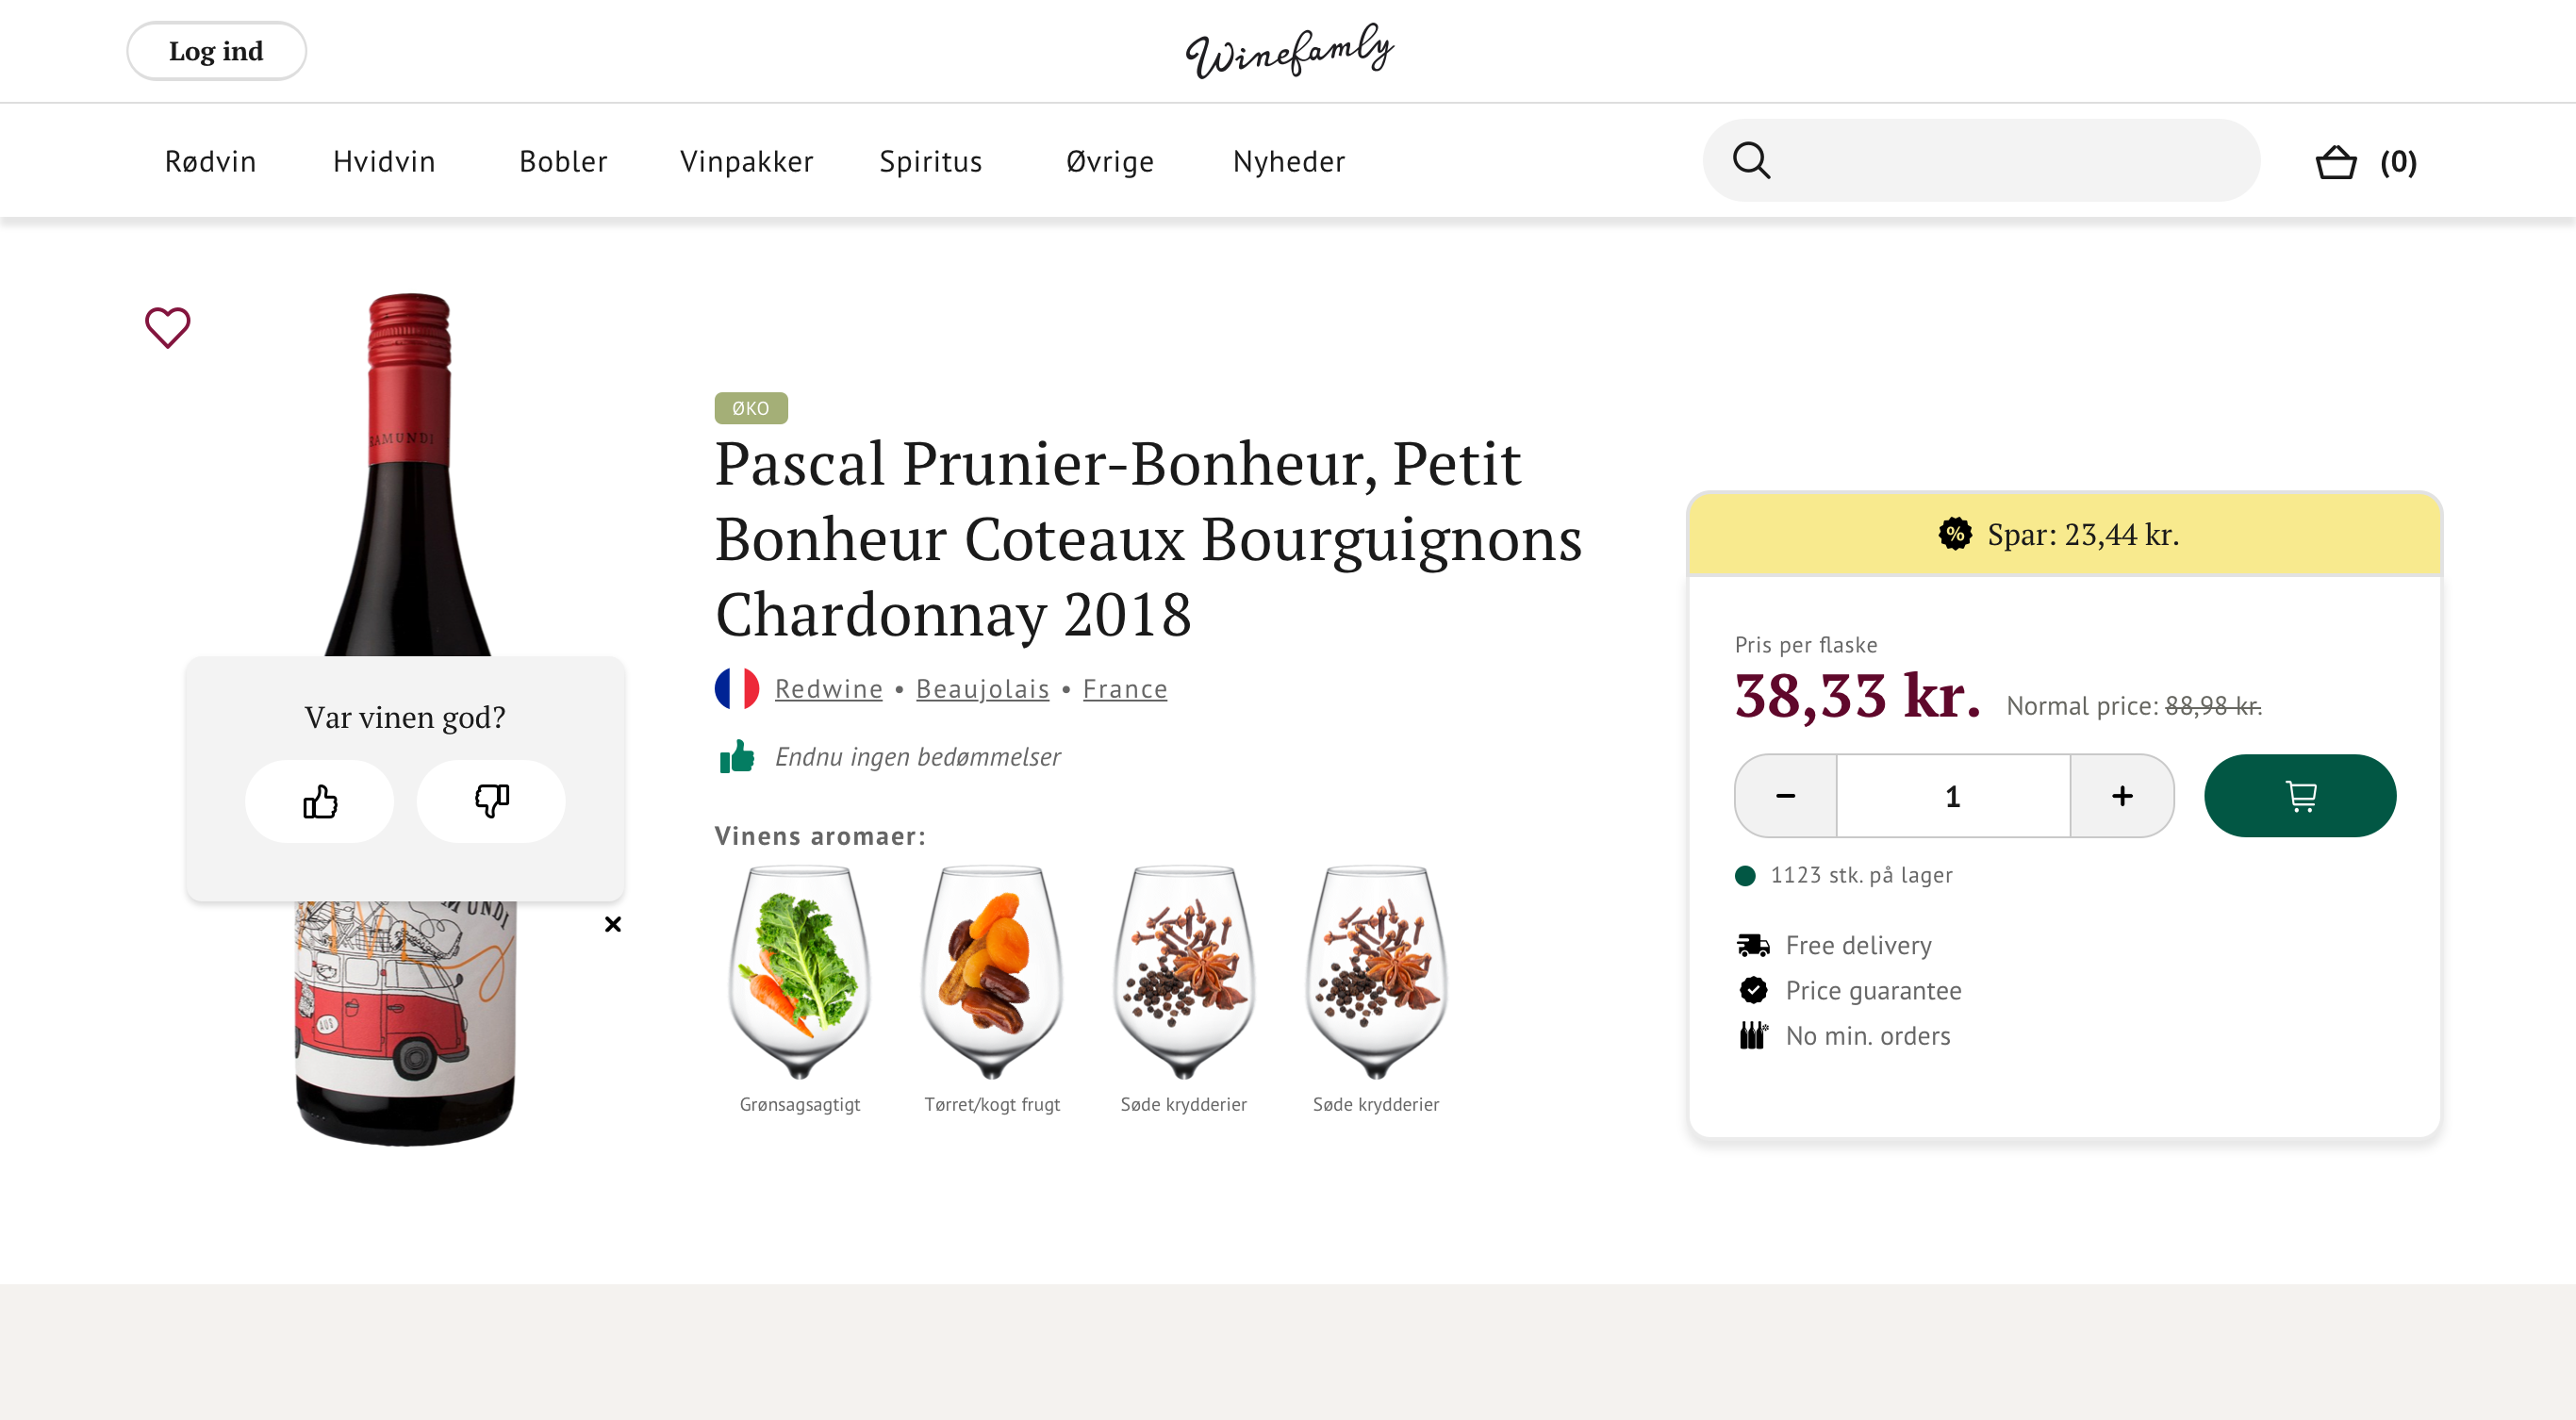 Log ind
Winefamly
Rødvin
Hvidvin
Bobler
Vinpakker
Spiritus
Øvrige
Nyheder
(0)
RAMUNDI
ØKO
Pascal Prunier-Bonheur, Petit
Bonheur Coteaux Bourguignons
Chardonnay 2018
Redwine • Beaujolais • France
Endnu ingen bedømmelser
Vinens aromaer:
Grønsagsagtigt
Tørret/kogt frugt
Søde krydderier
Søde krydderier
Var vinen god?
MUNDI
BUS
% Spar: 23,44 kr.
Pris per flaske
38,33 kr. Normal price: 88,98 kr.
− 1 +
1123 stk. på lager
Free delivery
Price guarantee
No min. orders